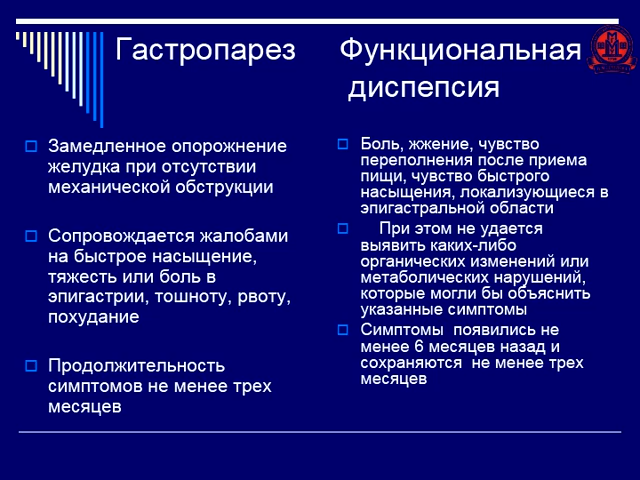 Гастропарез
Функциональная
диспепсия
Замедленное опорожнение
желудка при отсутствии
механической обструкции
Сопровождается жалобами
на быстрое насыщение,
тяжесть или боль в
эпигастрии, тошноту, рвоту,
похудание
Продолжительность
симптомов не менее трех
месяцев
Боль, жжение, чувство
переполнения после приема
пищи, чувство быстрого
насыщения, локализующиеся в
эпигастральной области
При этом не удается
выявить каких-либо
органических изменений или
метаболических нарушений,
которые могли бы объяснить
указанные симптомы
Симптомы появились не
менее 6 месяцев назад и
сохраняются не менее трех
месяцев